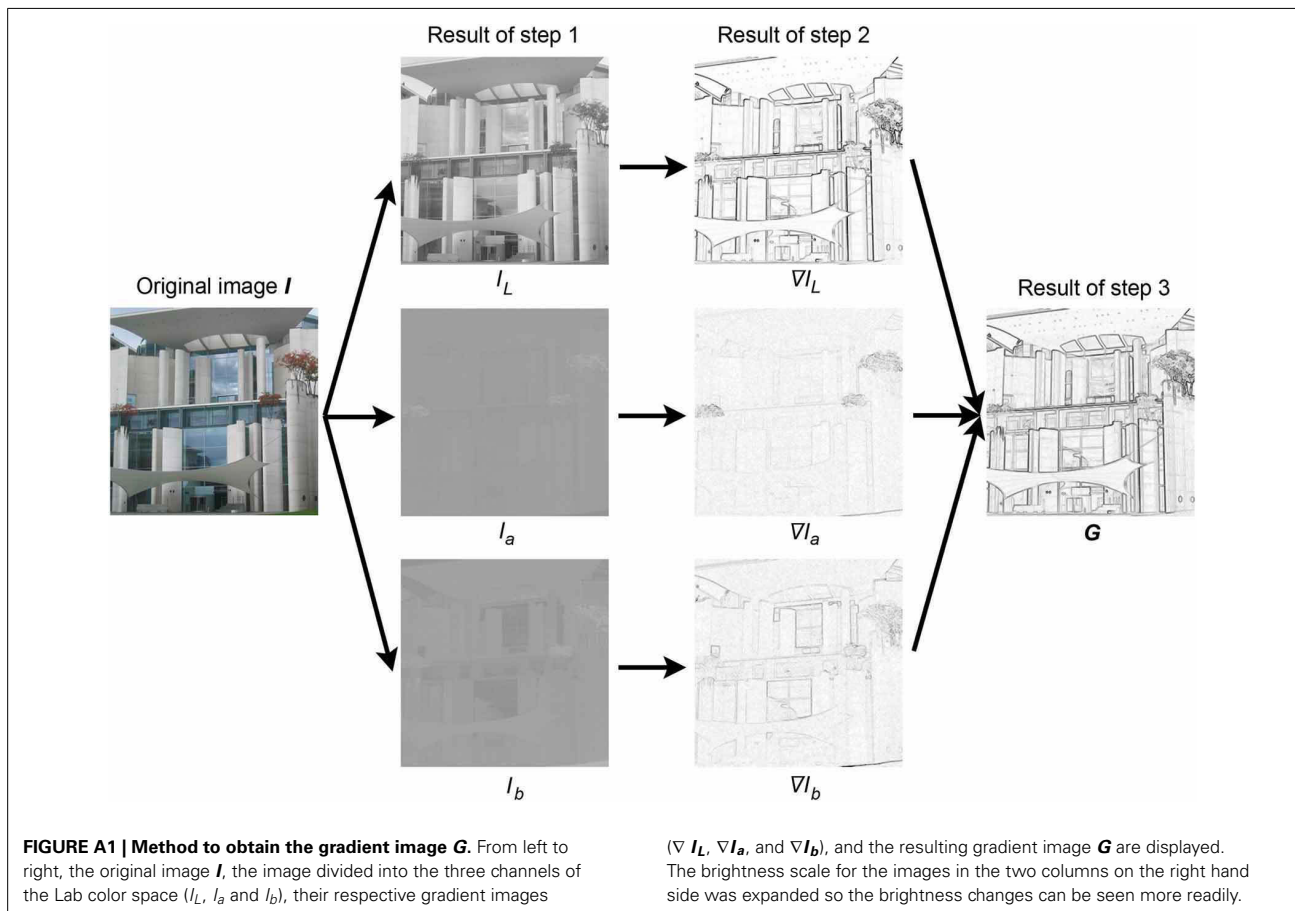 Result of step 1
Result of step 2
I_L
∇I_L
Original image I
Result of step 3
I_a
∇I_a
G
I_b
∇I_b
FIGURE A1 | Method to obtain the gradient image G. From left to
right, the original image I, the image divided into the three channels of
the Lab color space (I_L, I_a and I_b), their respective gradient images
(∇ I_L, ∇I_a, and ∇I_b), and the resulting gradient image G are displayed.
The brightness scale for the images in the two columns on the right hand
side was expanded so the brightness changes can be seen more readily.